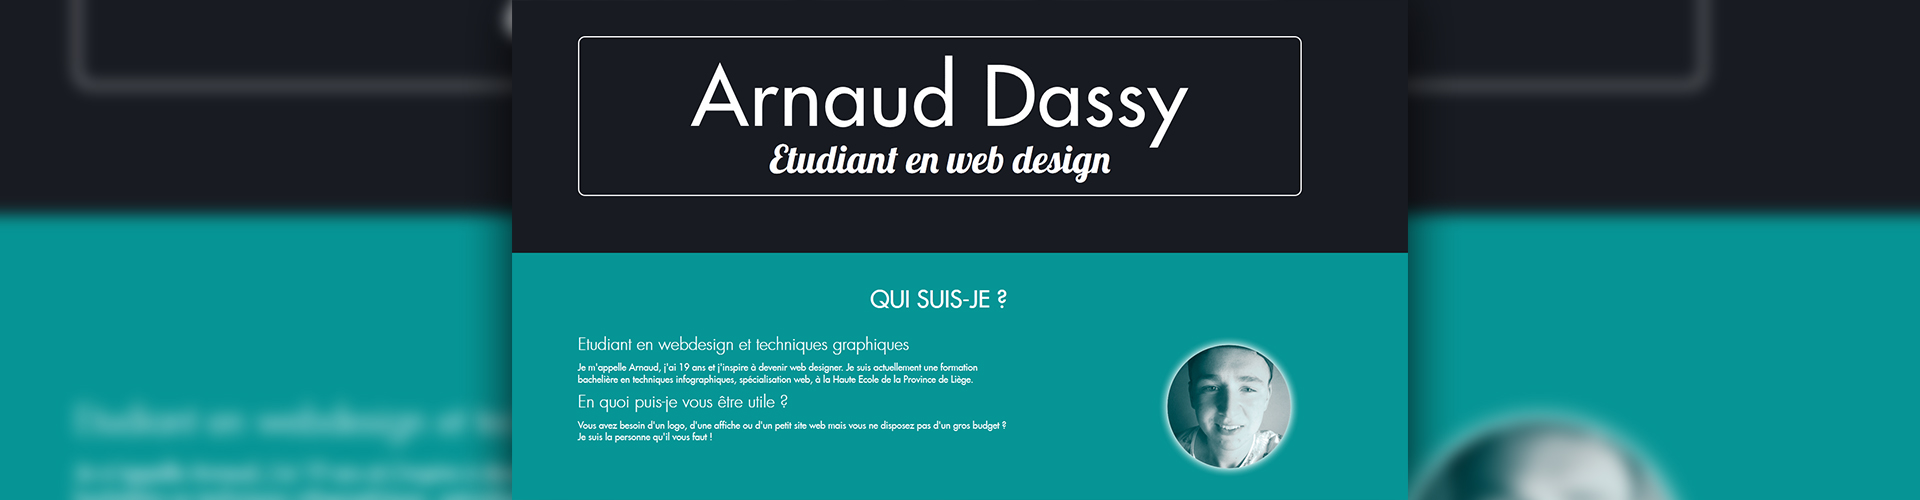 Arnaud Dassy
Etudiant en web design
QUI SUIS-JE ?
Etudiant en webdesign et techniques graphiques
Je m'appelle Arnaud, j'ai 19 ans et j'inspire à devenir web designer. Je suis actuellement une formation
bachelière en techniques infographiques, spécialisation web, à la Haute Ecole de la Province de Liège.
En quoi puis-je vous être utile ?
Vous avez besoin d'un logo, d'une affiche ou d'un petit site web mais vous ne disposez pas d'un gros budget ?
Je suis la personne qu'il vous faut !